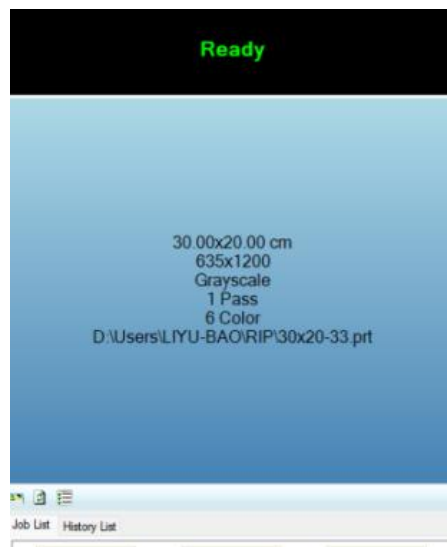 Ready
30.00x20.00 cm
635x1200
Grayscale
1 Pass
6 Color
D:\Users\LIYU-BAO\RIP\30x20-33.prt
Job List History List